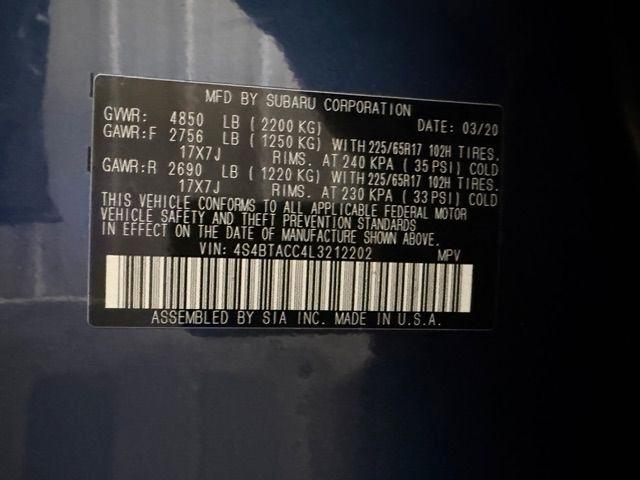 MFD BY SUBARU CORPORATION
GVWR: 4850 LB ( 2200 KG) DATE: 03/20
GAWR:F 2756 LB ( 1250 KG) WITH 225/65R17 102H TIRES,
17X7J RIMS. AT 240 KPA ( 35 PSI) COLD
GAWR:R 2690 LB ( 1220 KG) WITH 225/65R17 102H TIRES,
17X7J RIMS. AT 230 KPA ( 33 PSI) COLD
THIS VEHICLE CONFORMS TO ALL APPLICABLE FEDERAL MOTOR
VEHICLE SAFETY AND THEFT PREVENTION STANDARDS
IN EFFECT ON THE DATE OF MANUFACTURE SHOWN ABOVE.
VIN: 4S4BTACC4L3212202 MPV
ASSEMBLED BY SIA INC. MADE IN U.S.A.